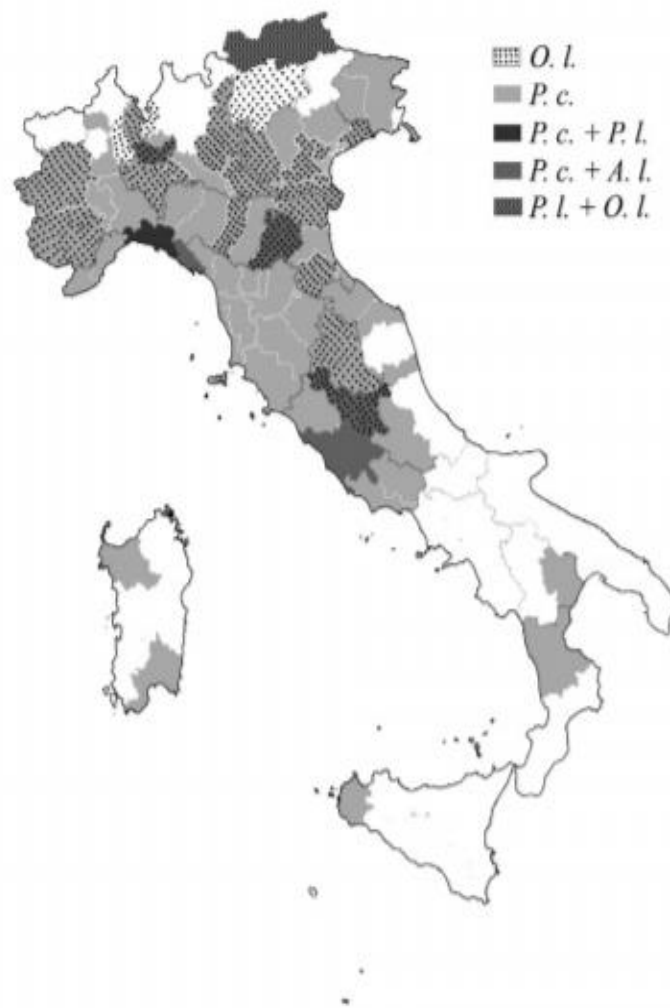 O. l.
P. c.
P. c. + P. l.
P. c. + A. l.
P. l. + O. l.